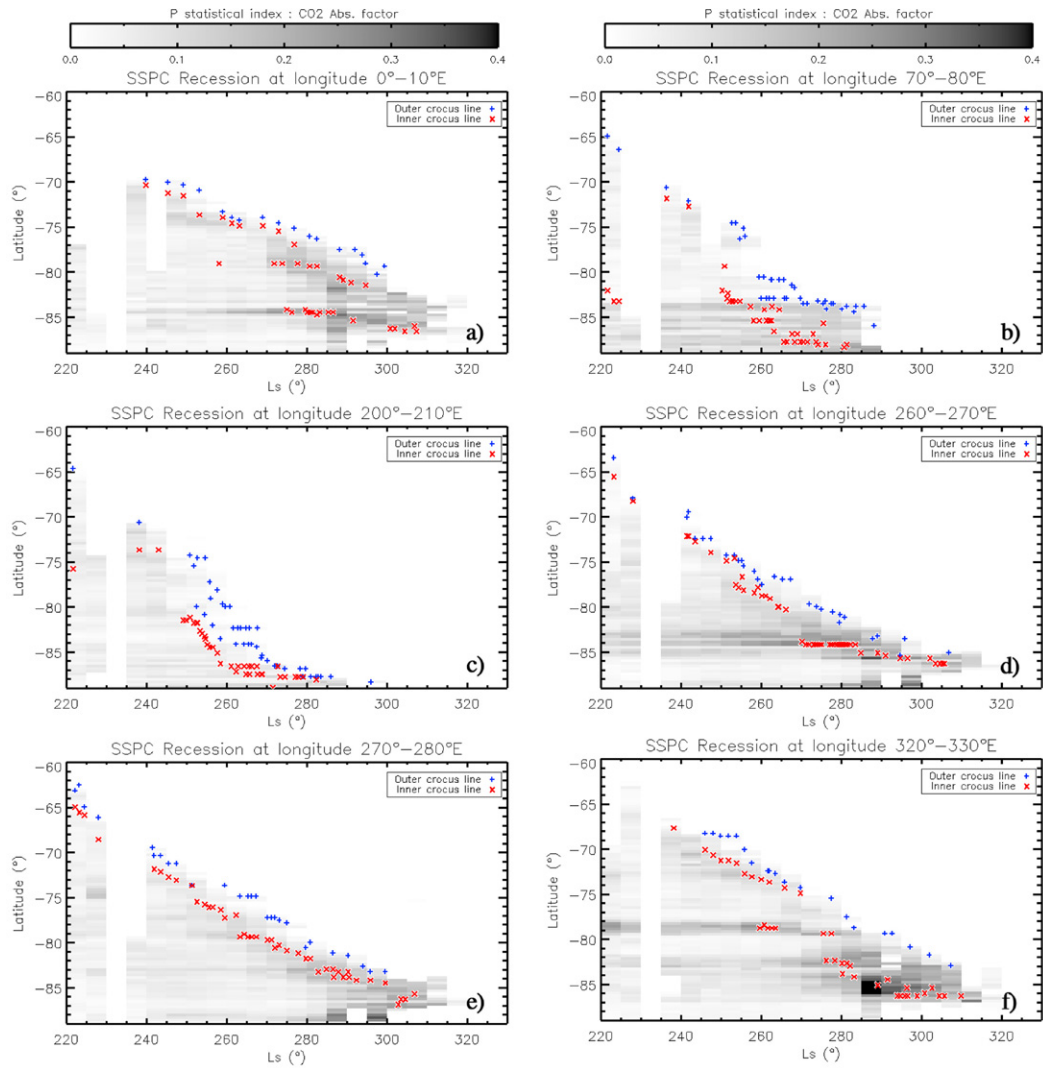 P statistical index : CO2 Abs. factor P statistical index : CO2 Abs. factor
0.0 0.1 0.2 0.3 0.4 0.0 0.1 0.2 0.3 0.4
SSPC Recession at longitude 0°−10°E SSPC Recession at longitude 70°−80°E
−60 −60
Outer crocus line + Outer crocus line +
Inner crocus line × Inner crocus line ×
−65 −65
−70 −70
Latitude (°) Latitude (°)
−75 −75
−80 −80
−85 −85
a) b)
220 240 260 280 300 320 220 240 260 280 300 320
Ls (°) Ls (°)
SSPC Recession at longitude 200°−210°E SSPC Recession at longitude 260°−270°E
−60 −60
Outer crocus line + Outer crocus line +
Inner crocus line × Inner crocus line ×
−65 −65
−70 −70
Latitude (°) Latitude (°)
−75 −75
−80 −80
−85 −85
c) d)
220 240 260 280 300 320 220 240 260 280 300 320
Ls (°) Ls (°)
SSPC Recession at longitude 270°−280°E SSPC Recession at longitude 320°−330°E
−60 −60
Outer crocus line + Outer crocus line +
Inner crocus line × Inner crocus line ×
−65 −65
−70 −70
Latitude (°) Latitude (°)
−75 −75
−80 −80
−85 −85
e) f)
220 240 260 280 300 320 220 240 260 280 300 320
Ls (°) Ls (°)